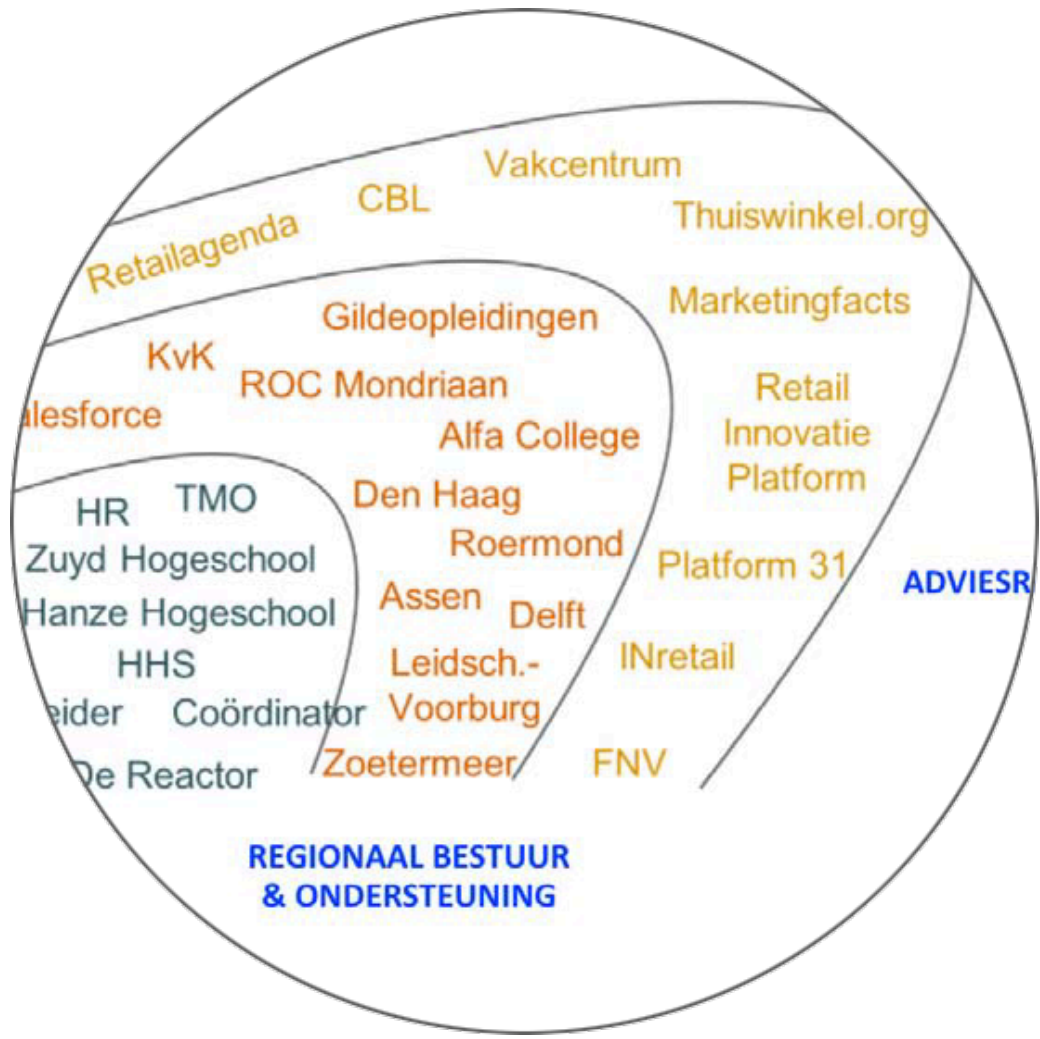 Vakcentrum
CBL
Thuiswinkel.org
Retailagenda
Marketingfacts
Gildeopleidingen
KvK
ROC Mondriaan
Retail
Innovatie
Platform
alesforce
Alfa College
Den Haag
Roermond
HR
TMO
Zuyd Hogeschool
Platform 31
ADVIESR
Assen
Delft
Hanze Hogeschool
INretail
HHS
Leidsch.-
Voorburg
eider
Coördinator
Zoetermeer
FNV
De Reactor
REGIONAAL BESTUUR
& ONDERSTEUNING